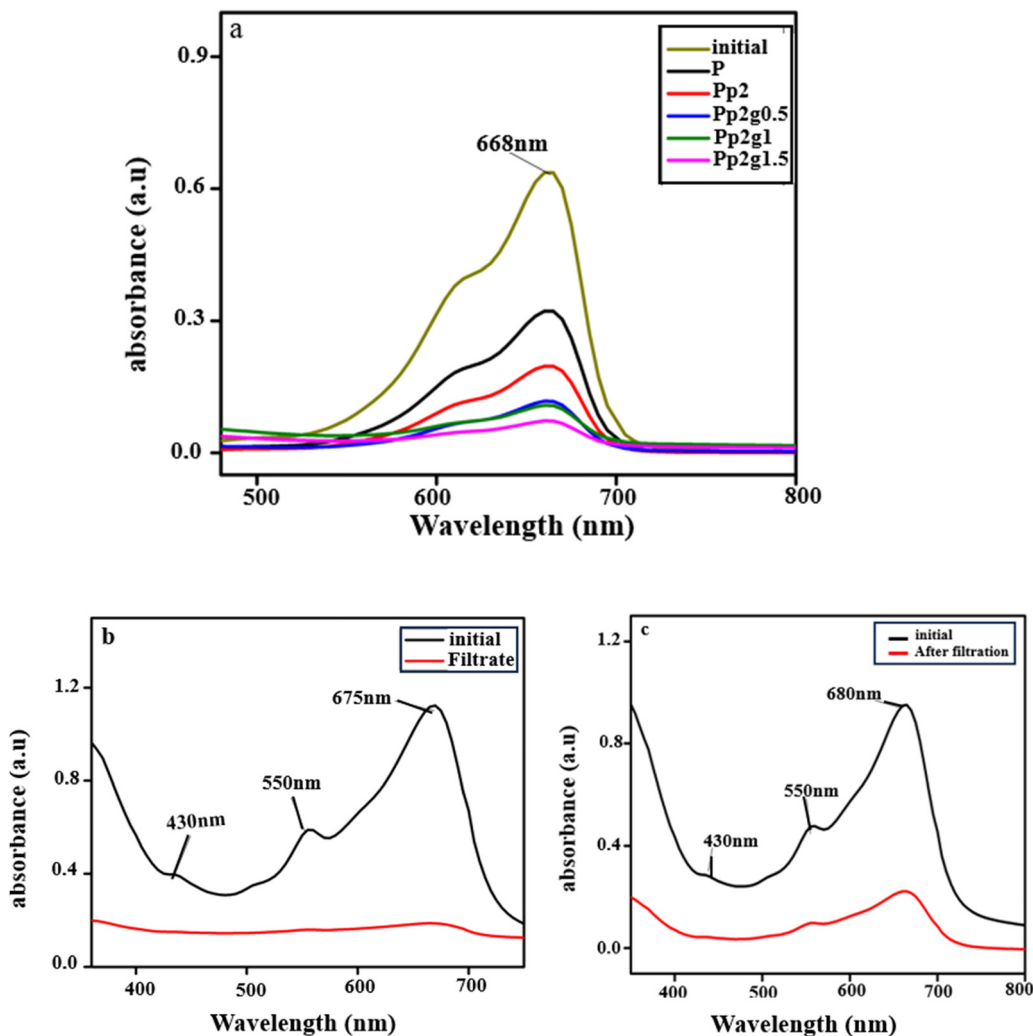 a
initial
P
Pp2
Pp2g0.5
Pp2g1
Pp2g1.5
668nm
0.9
0.6
0.3
0.0
absorbance (a.u)
500
600
700
800
Wavelength (nm)
b
initial
Filtrate
675nm
550nm
430nm
1.2
0.8
0.4
0.0
absorbance (a.u)
400
500
600
700
Wavelength (nm)
c
initial
After filtration
680nm
550nm
430nm
1.2
0.8
0.4
0.0
absorbance (a.u)
400
500
600
700
800
Wavelength (nm)